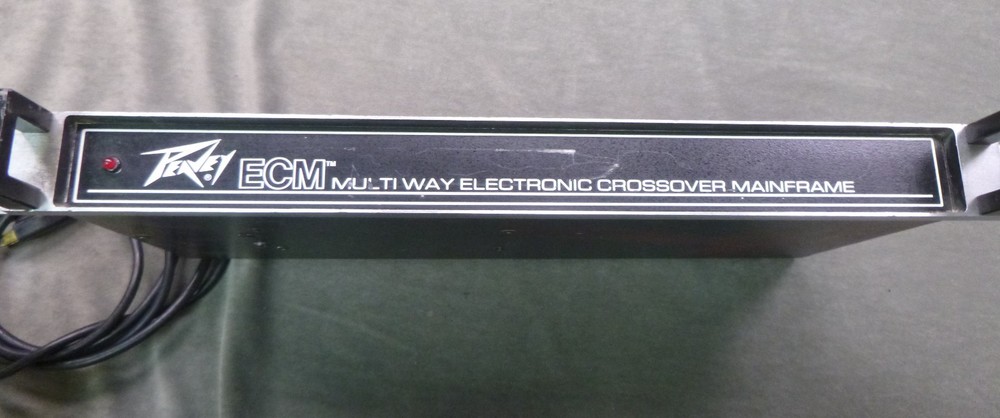 PEAVEY ECM™ MULTI WAY ELECTRONIC CROSSOVER MAINFRAME